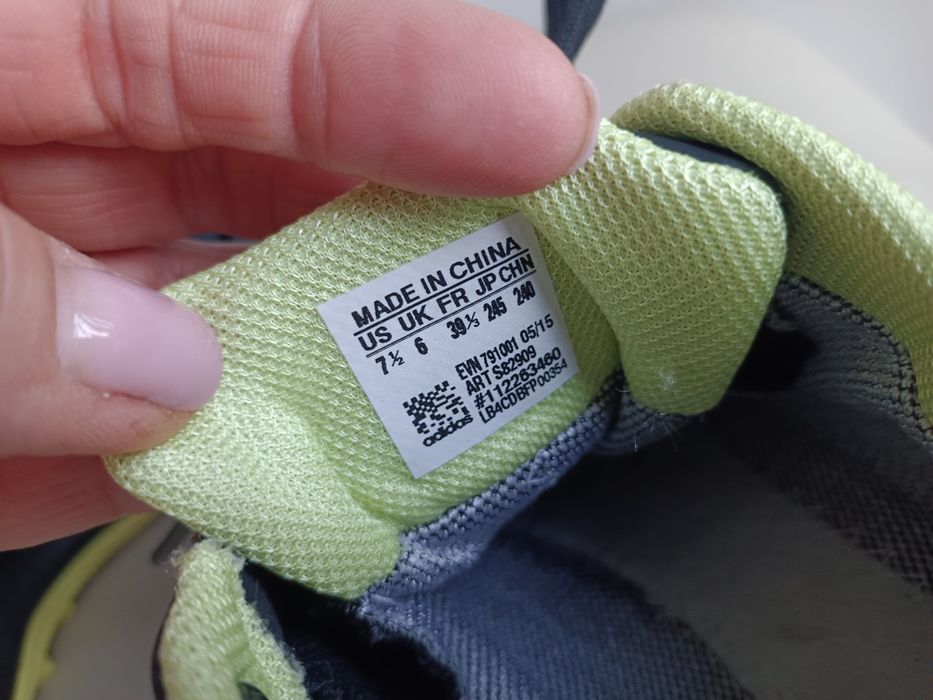 MADE IN CHINA
US UK FR JP CHN
7½ 6 39⅓ 245 240
EVN 791001 05/15
ART S82909
#112263460
LB4CDBFP00354
adidas